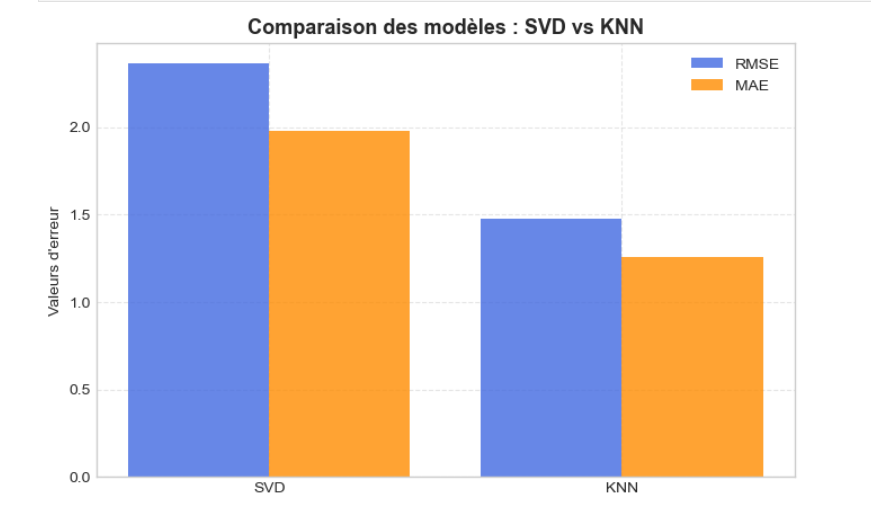 Comparaison des modèles : SVD vs KNN
RMSE
MAE
Valeurs d'erreur
2.0
1.5
1.0
0.5
0.0
SVD
KNN